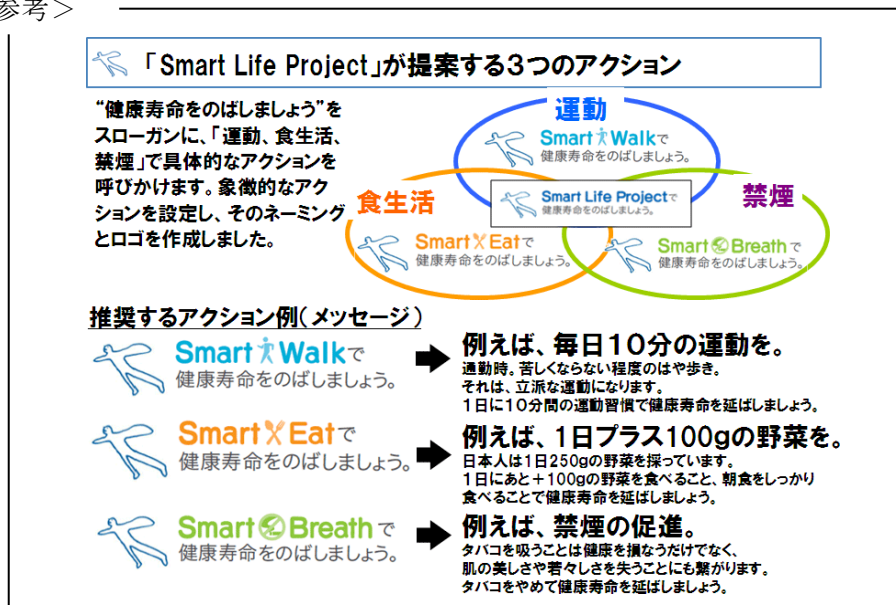 参考＞
「Smart Life Project」が提案する３つのアクション
“健康寿命をのばしましょう”を
スローガンに、「運動、食生活、
禁煙」で具体的なアクションを
呼びかけます。象徴的なアク
ションを設定し、そのネーミング
とロゴを作成しました。
運動
Smart Walkで
健康寿命をのばしましょう。
食生活
禁煙
Smart Life Projectで
健康寿命をのばしましょう。
Smart Eatで
健康寿命をのばしましょう。
Smart Breathで
健康寿命をのばしましょう。
推奨するアクション例（メッセージ）
Smart Walkで
健康寿命をのばしましょう。
例えば、毎日１０分の運動を。
通勤時。苦しくならない程度のはや歩き。
それは、立派な運動になります。
１日に１０分間の運動習慣で健康寿命を延ばしましょう。
Smart Eatで
健康寿命をのばしましょう。
例えば、１日プラス100gの野菜を。
日本人は１日250gの野菜を採っています。
１日にあと＋100gの野菜を食べること、朝食をしっかり
食べることで健康寿命を延ばしましょう。
Smart Breathで
健康寿命をのばしましょう。
例えば、禁煙の促進。
タバコを吸うことは健康を損なうだけでなく、
肌の美しさや若々しさを失うことにも繋がります。
タバコをやめて健康寿命を延ばしましょう。